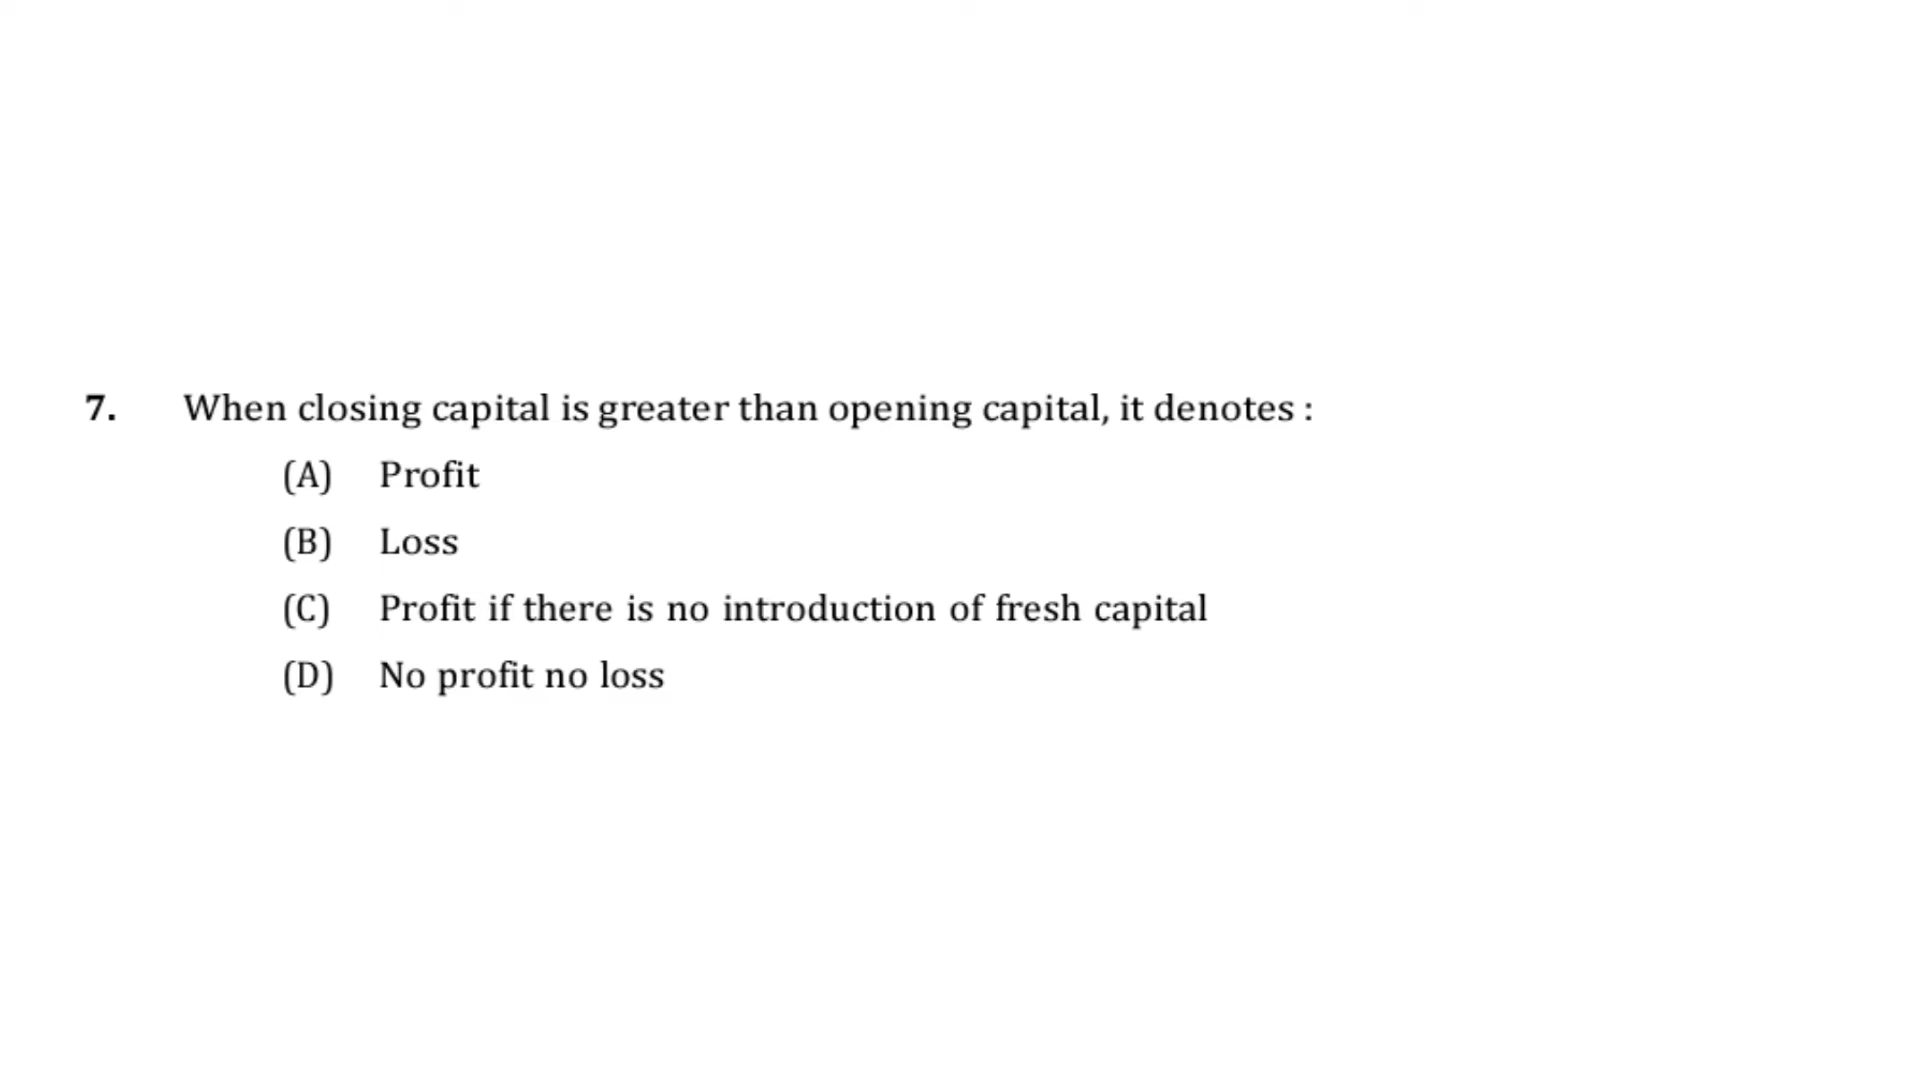 7. When closing capital is greater than opening capital, it denotes :
(A) Profit
(B) Loss
(C) Profit if there is no introduction of fresh capital
(D) No profit no loss